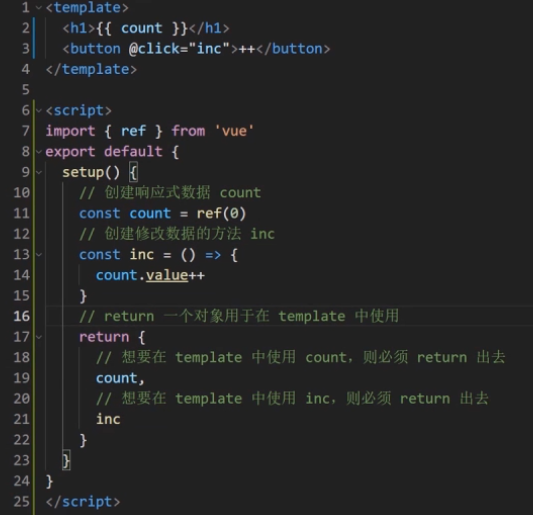 1 <template>
2 <h1>{{ count }}</h1>
3 <button @click="inc">++</button>
4 </template>
5
6 <script>
7 import { ref } from 'vue'
8 export default {
9 setup() {
10 // 创建响应式数据 count
11 const count = ref(0)
12 // 创建修改数据的方法 inc
13 const inc = () => {
14 count.value++
15 }
16 // return 一个对象用于在 template 中使用
17 return {
18 // 想要在 template 中使用 count，则必须 return 出去
19 count,
20 // 想要在 template 中使用 inc，则必须 return 出去
21 inc
22 }
23 }
24 }
25 </script>